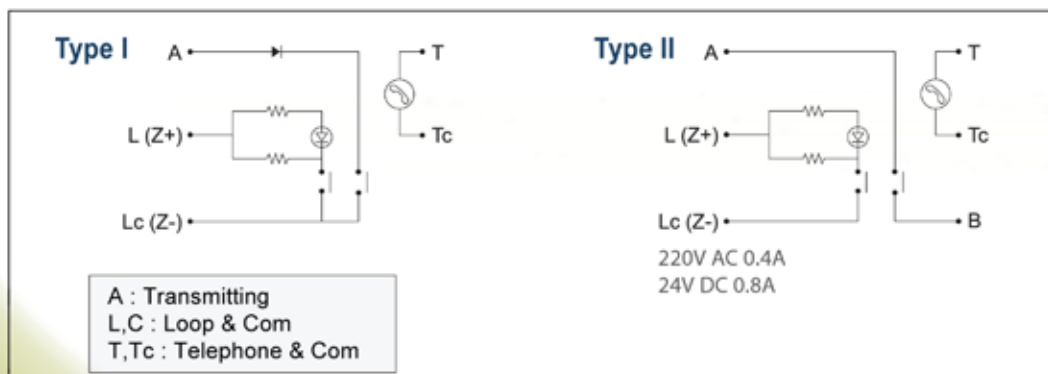 Type I
A
T
L (Z+)
Tc
Lc (Z-)
A : Transmitting
L,C : Loop & Com
T,Tc : Telephone & Com
Type II
A
T
L (Z+)
Tc
Lc (Z-)
B
220V AC 0.4A
24V DC 0.8A